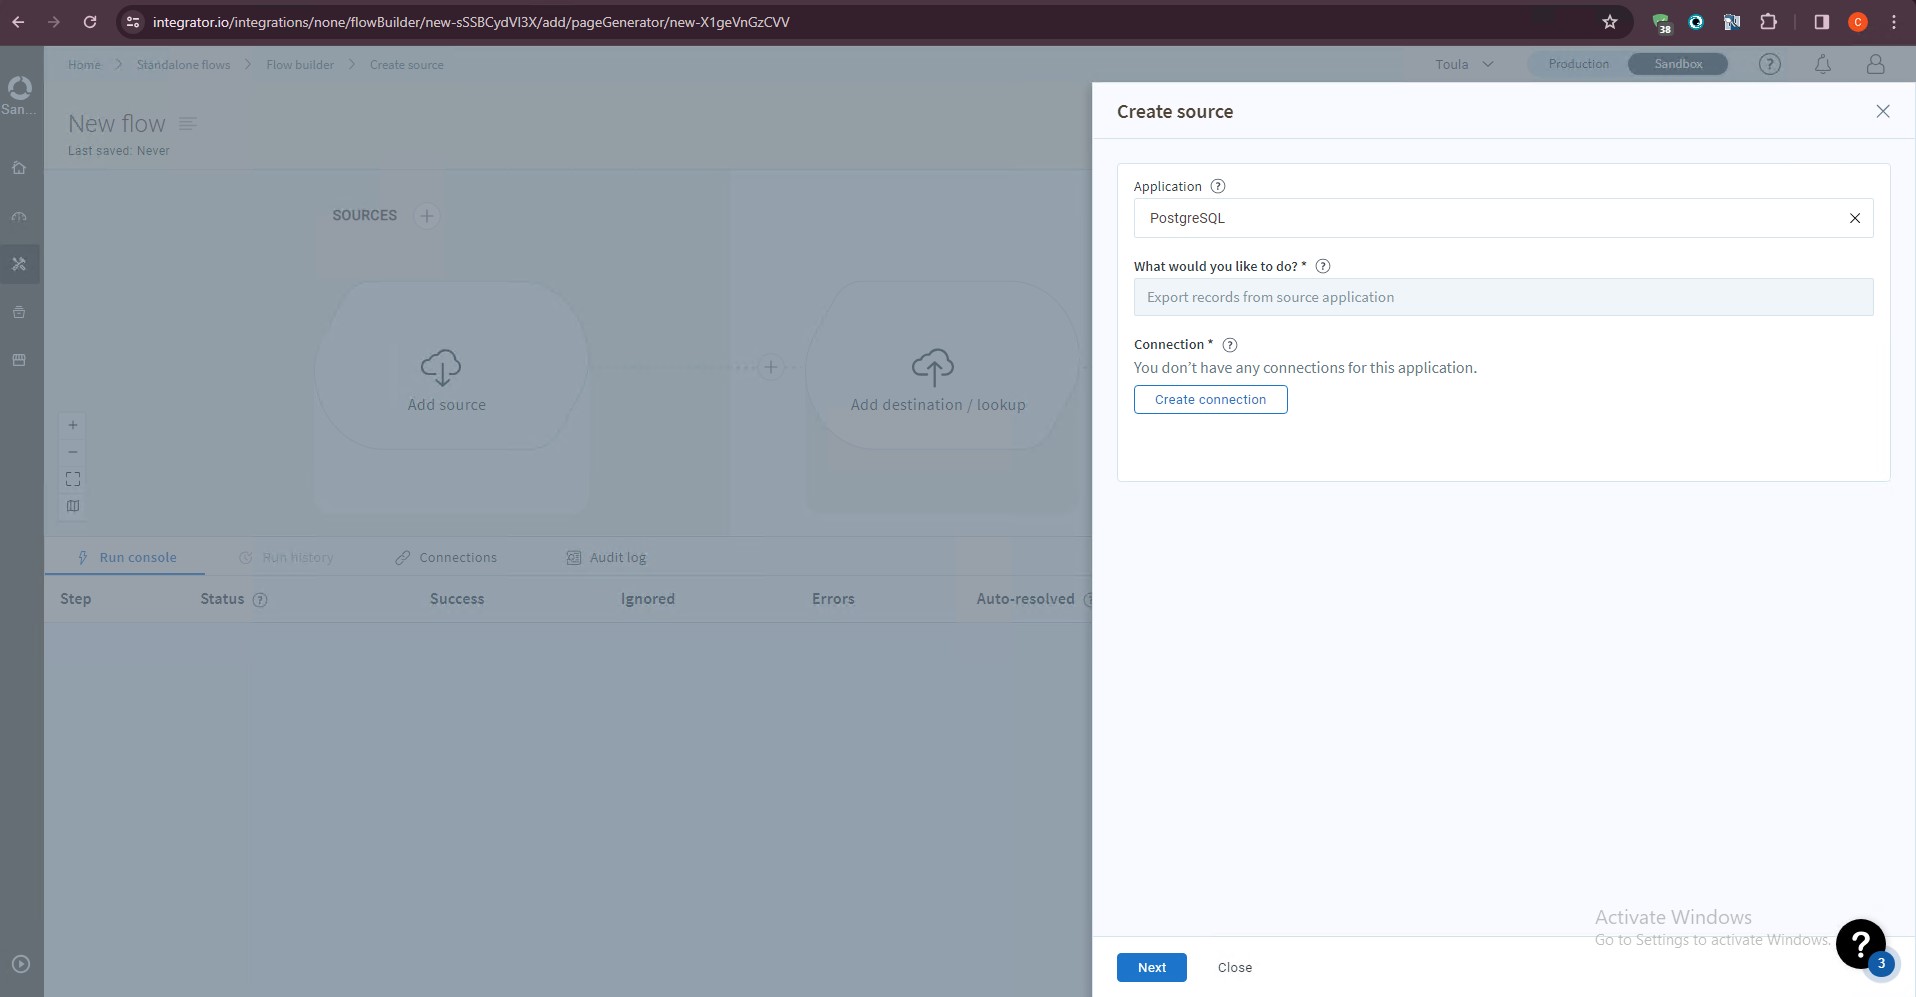 integrator.io/integrations/none/flowBuilder/new-sSSBCydVl3X/add/pageGenerator/new-X1geVnGzCVV
38
C
Home
Standalone flows
Flow builder
Create source
Toula
Production
Sandbox
?
San...
New flow
Last saved: Never
SOURCES
Add source
Add destination / lookup
Run console
Run history
Connections
Audit log
Step
Status ?
Success
Ignored
Errors
Auto-resolved
Create source
Application ?
PostgreSQL
What would you like to do? * ?
Export records from source application
Connection * ?
You don't have any connections for this application.
Create connection
Activate Windows
Go to Settings to activate Windows.
Next
Close
?
3